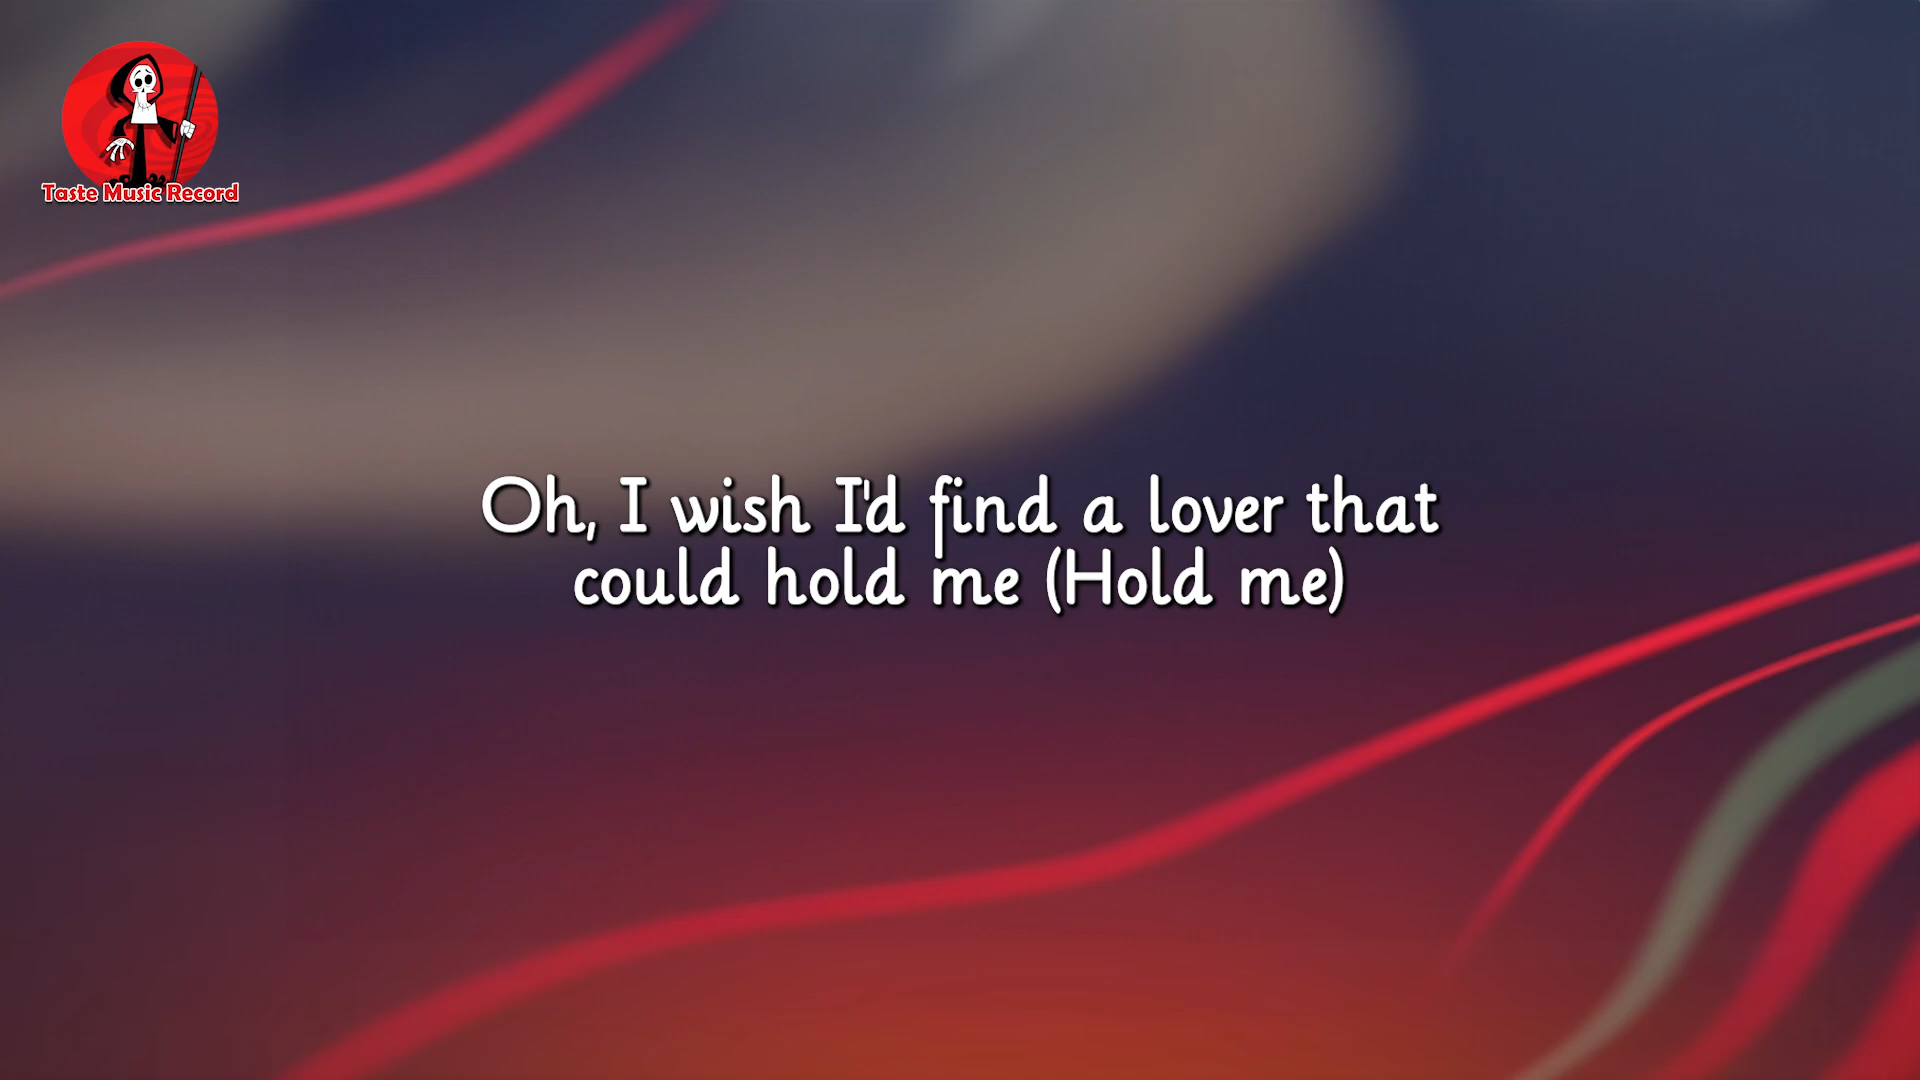 Taste Music Record
Oh, I wish I'd find a lover that
could hold me (Hold me)